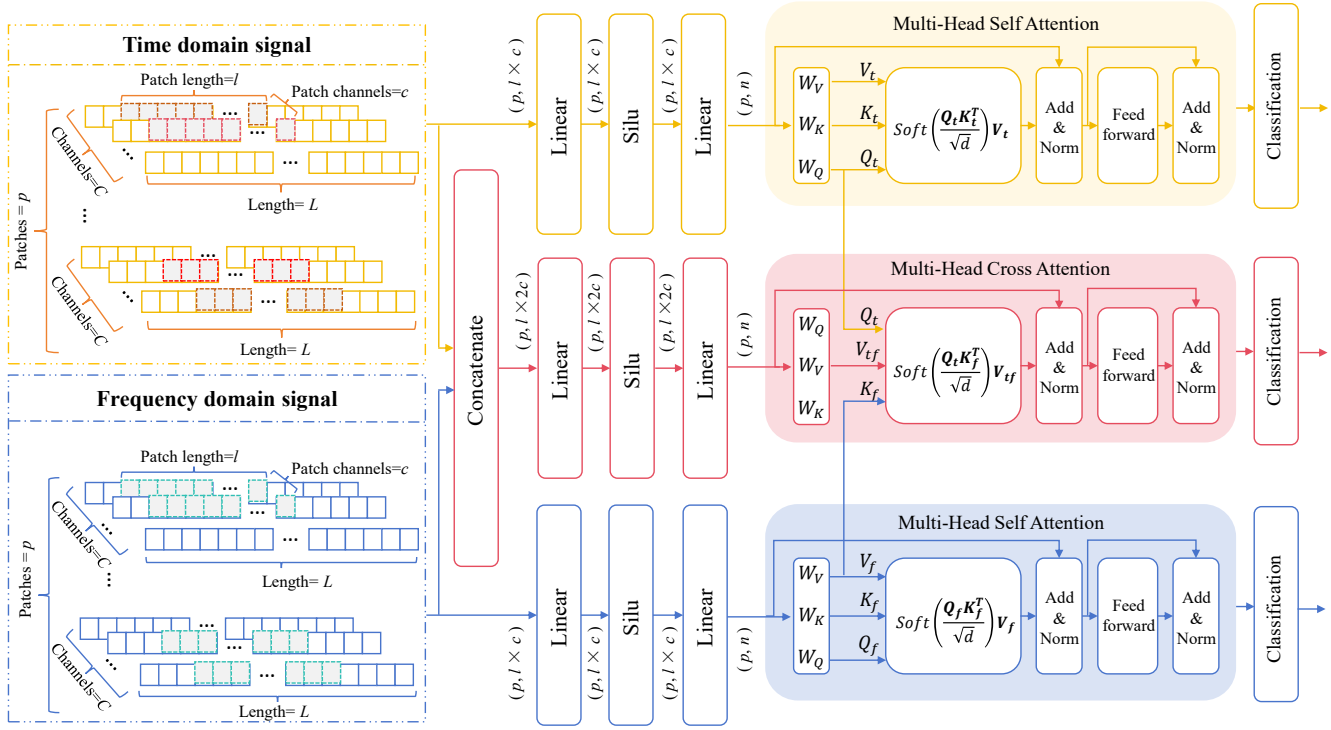 Time domain signal
Patch length=l
Patch channels=c
...
Channels=C
...
...
Length= L
...
Patches = p
...
...
Channels=C
...
...
Length= L
Frequency domain signal
Patch length=l
Patch channels=c
...
Channels=C
...
...
Length= L
...
Patches = p
...
...
Channels=C
...
...
Length= L
Concatenate
(p, l × c)
Linear
(p, l × c)
Silu
(p, l × c)
Linear
(p, n)
Multi-Head Self Attention
W_V
W_K
W_Q
V_t
K_t
Q_t
Soft(Q_t K_t^T / √d) V_t
Add
&
Norm
Feed
forward
Add
&
Norm
Classification
(p, l ×2c)
Linear
(p, l ×2c)
Silu
(p, l ×2c)
Linear
(p, n)
Multi-Head Cross Attention
W_Q
W_V
W_K
Q_t
V_tf
K_f
Soft(Q_t K_f^T / √d) V_tf
Add
&
Norm
Feed
forward
Add
&
Norm
Classification
(p, l × c)
Linear
(p, l × c)
Silu
(p, l × c)
Linear
(p, n)
Multi-Head Self Attention
W_V
W_K
W_Q
V_f
K_f
Q_f
Soft(Q_f K_f^T / √d) V_f
Add
&
Norm
Feed
forward
Add
&
Norm
Classification